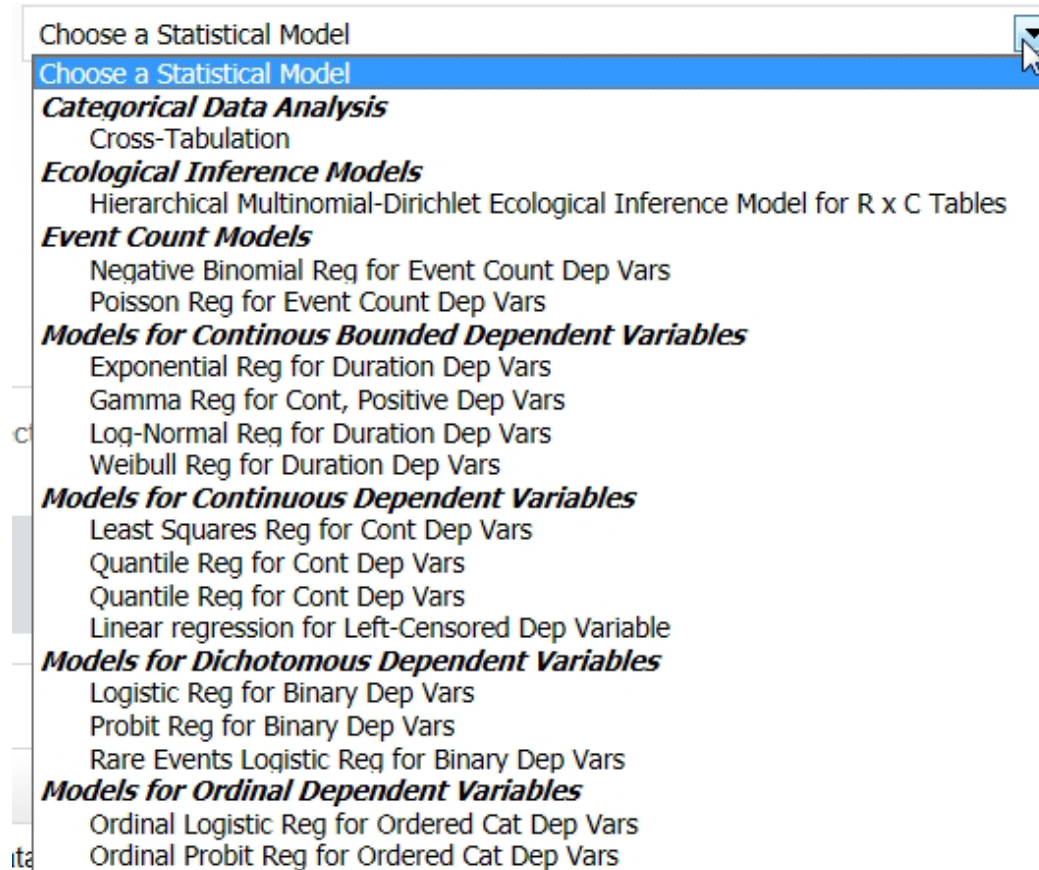 Choose a Statistical Model
Choose a Statistical Model
Categorical Data Analysis
Cross-Tabulation
Ecological Inference Models
Hierarchical Multinomial-Dirichlet Ecological Inference Model for R x C Tables
Event Count Models
Negative Binomial Reg for Event Count Dep Vars
Poisson Reg for Event Count Dep Vars
Models for Continous Bounded Dependent Variables
Exponential Reg for Duration Dep Vars
Gamma Reg for Cont, Positive Dep Vars
Log-Normal Reg for Duration Dep Vars
Weibull Reg for Duration Dep Vars
Models for Continuous Dependent Variables
Least Squares Reg for Cont Dep Vars
Quantile Reg for Cont Dep Vars
Quantile Reg for Cont Dep Vars
Linear regression for Left-Censored Dep Variable
Models for Dichotomous Dependent Variables
Logistic Reg for Binary Dep Vars
Probit Reg for Binary Dep Vars
Rare Events Logistic Reg for Binary Dep Vars
Models for Ordinal Dependent Variables
Ordinal Logistic Reg for Ordered Cat Dep Vars
Ordinal Probit Reg for Ordered Cat Dep Vars